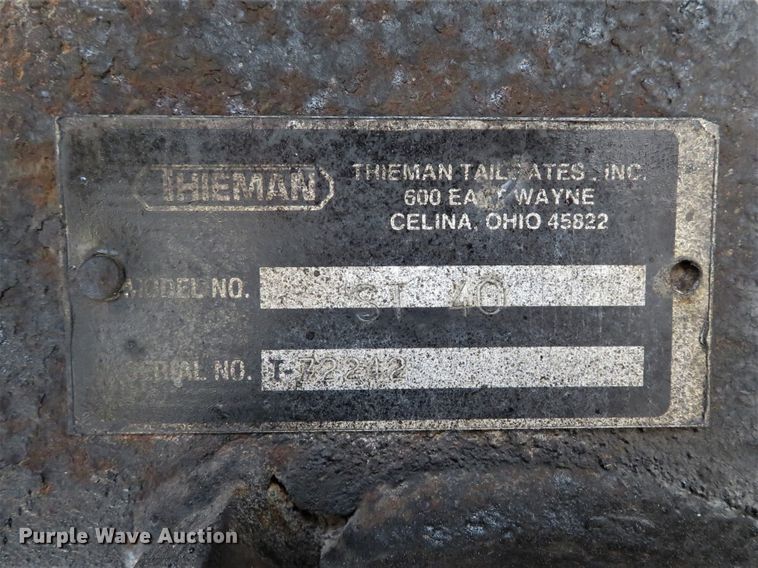 THIEMAN
THIEMAN TAILGATES, INC.
600 EAST WAYNE
CELINA, OHIO 45822
MODEL NO. ST 40
SERIAL NO. T-72242
Purple Wave Auction